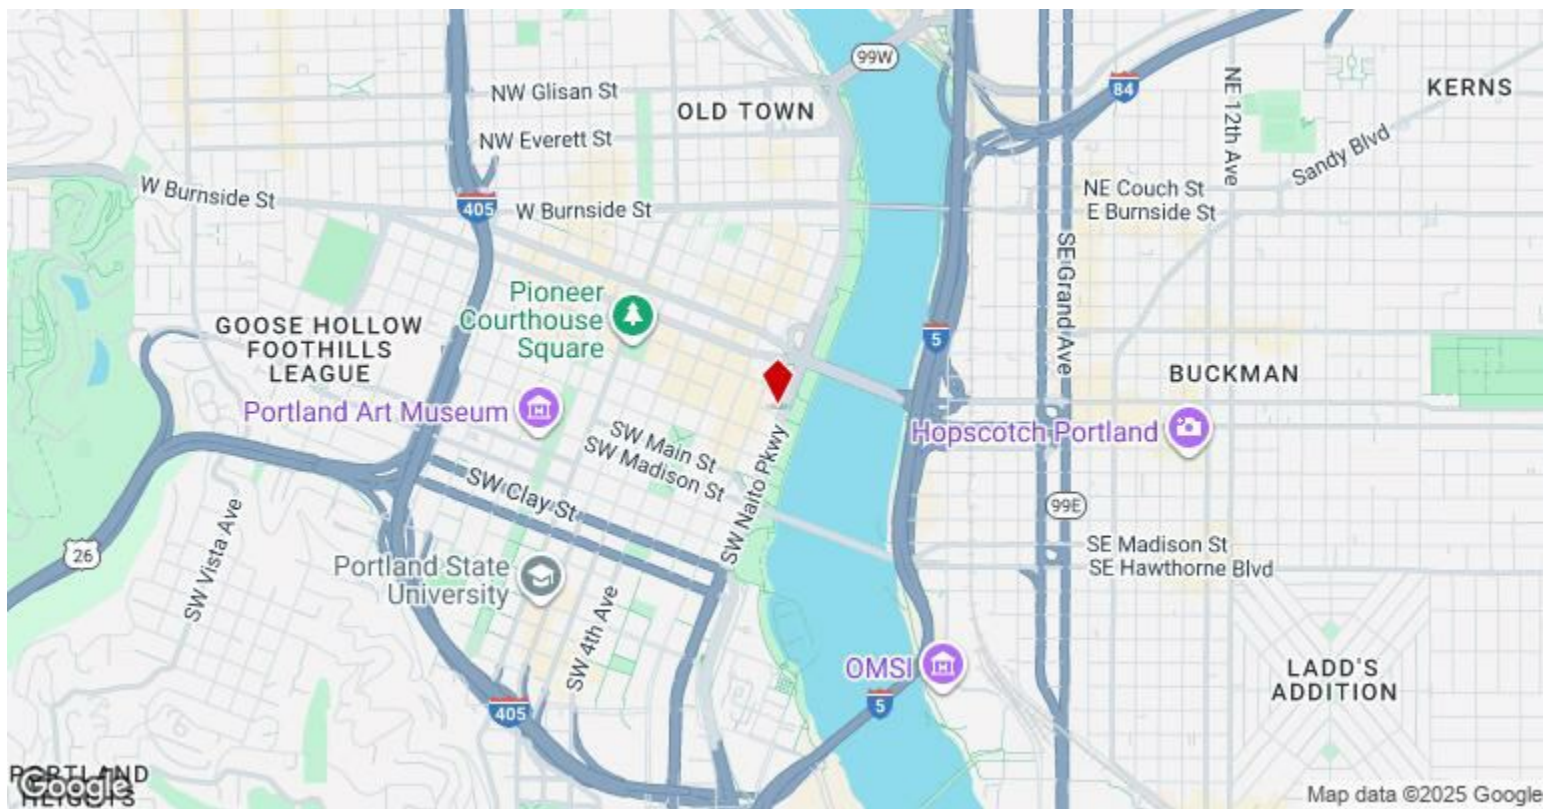 99W
84
NE 12th Ave
KERNS
NW Glisan St
OLD TOWN
NW Everett St
Sandy Blvd
W Burnside St
405
W Burnside St
NE Couch St
E Burnside St
SE Grand Ave
Pioneer
Courthouse
Square
GOOSE HOLLOW
FOOTHILLS
LEAGUE
5
BUCKMAN
Portland Art Museum
Hopscotch Portland
SW Main St
SW Madison St
SW Naito Pkwy
SW Clay St
99E
26
SW Vista Ave
Portland State
University
SW 4th Ave
SE Madison St
SE Hawthorne Blvd
OMSI
LADD'S
ADDITION
405
5
PORTLAND
HEIGHTS
Google
Map data ©2025 Google